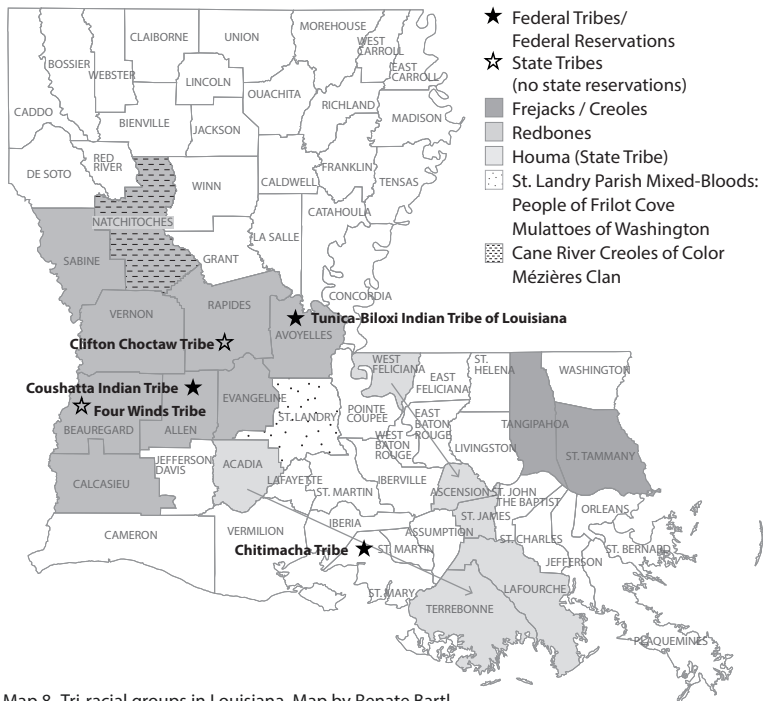 MOREHOUSE
CLAIBORNE
UNION
WEST
CARROLL
EAST
CARROLL
BOSSIER
WEBSTER
LINCOLN
OUACHITA
RICHLAND
MADISON
CADDO
BIENVILLE
JACKSON
DE SOTO
RED
RIVER
WINN
CALDWELL
FRANKLIN
TENSAS
NATCHITOCHES
CATAHOULA
LA SALLE
GRANT
SABINE
CONCORDIA
VERNON
RAPIDES
AVOYELLES
Tunica-Biloxi Indian Tribe of Louisiana
Clifton Choctaw Tribe
Coushatta Indian Tribe
Four Winds Tribe
BEAUREGARD
ALLEN
EVANGELINE
ST. LANDRY
POINTE
COUPEE
WEST
FELICIANA
EAST
FELICIANA
ST.
HELENA
WASHINGTON
TANGIPAHOA
ST. TAMMANY
EAST
BATON
ROUGE
WEST
BATON
ROUGE
LIVINGSTON
CALCASIEU
JEFFERSON
DAVIS
ACADIA
LAFAYETTE
ST. MARTIN
IBERVILLE
ASCENSION
ST. JOHN
THE BAPTIST
ST. JAMES
ORLEANS
CAMERON
VERMILION
IBERIA
ASSUMPTION
ST. CHARLES
ST. BERNARD
Chitimacha Tribe
ST. MARTIN
JEFFERSON
ST. MARY
TERREBONNE
LAFOURCHE
PLAQUEMINES
Federal Tribes/
Federal Reservations
State Tribes
(no state reservations)
Frejacks / Creoles
Redbones
Houma (State Tribe)
St. Landry Parish Mixed-Bloods:
People of Frilot Cove
Mulattoes of Washington
Cane River Creoles of Color
Mézières Clan
Map 8. Tri-racial groups in Louisiana. Map by Renate Bartl